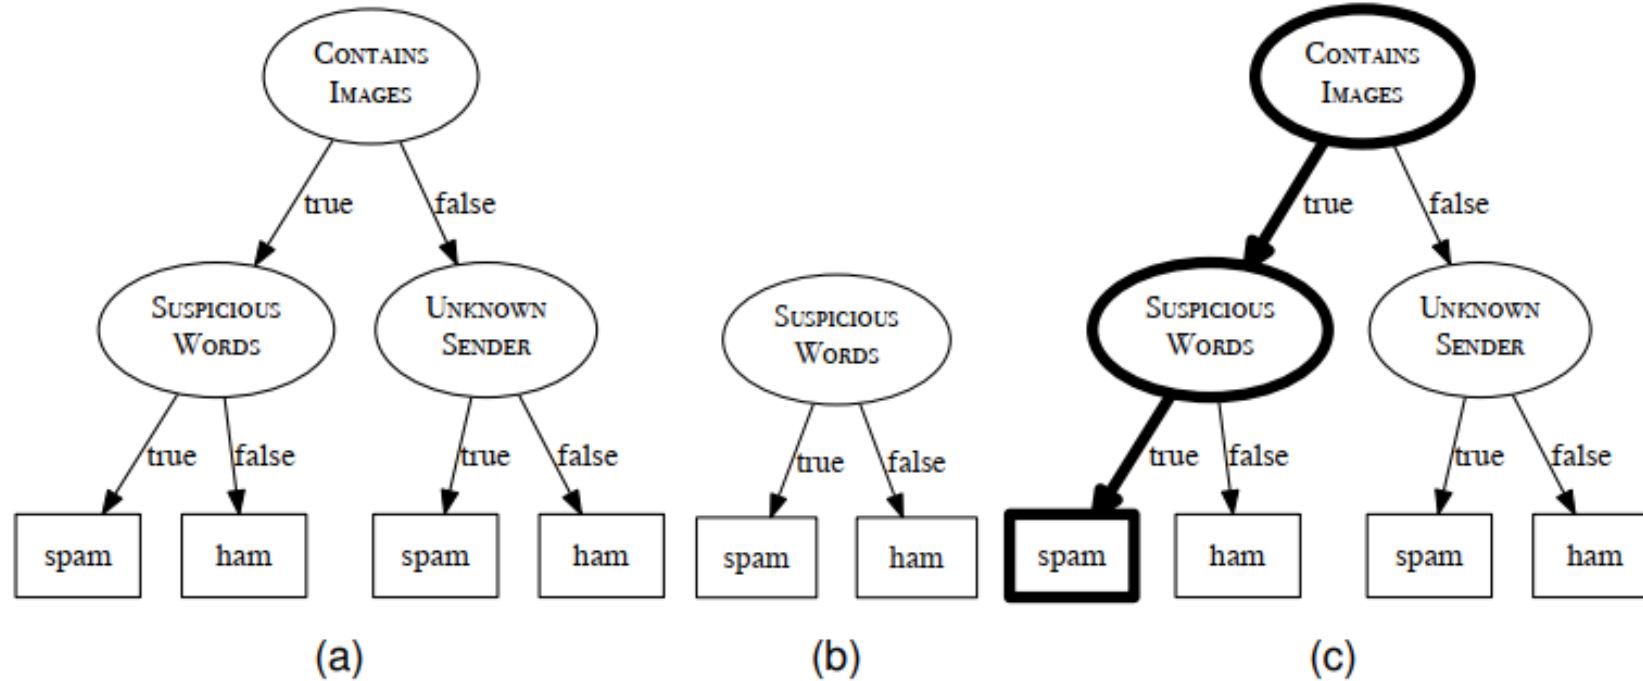 CONTAINS
IMAGES
true
false
SUSPICIOUS
WORDS
UNKNOWN
SENDER
true
false
true
false
spam
ham
spam
ham
(a)
SUSPICIOUS
WORDS
true
false
spam
ham
(b)
CONTAINS
IMAGES
true
false
SUSPICIOUS
WORDS
UNKNOWN
SENDER
true
false
true
false
spam
ham
spam
ham
(c)